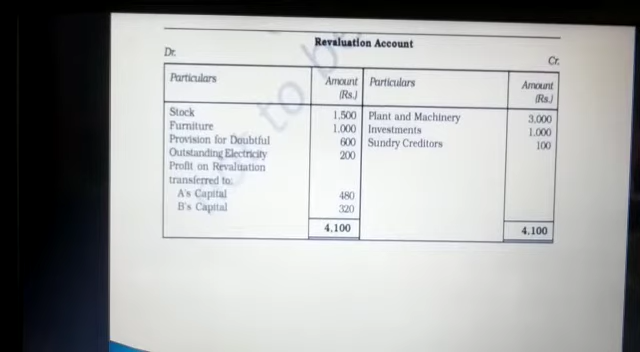 Revaluation Account
Dr. Cr.
Particulars Amount (Rs.) Particulars Amount (Rs.)
Stock 1,500 Plant and Machinery 3,000
Furniture 1,000 Investments 1,000
Provision for Doubtful 600 Sundry Creditors 100
Outstanding Electricity 200
Profit on Revaluation
transferred to:
A's Capital 480
B's Capital 320
4,100 4,100